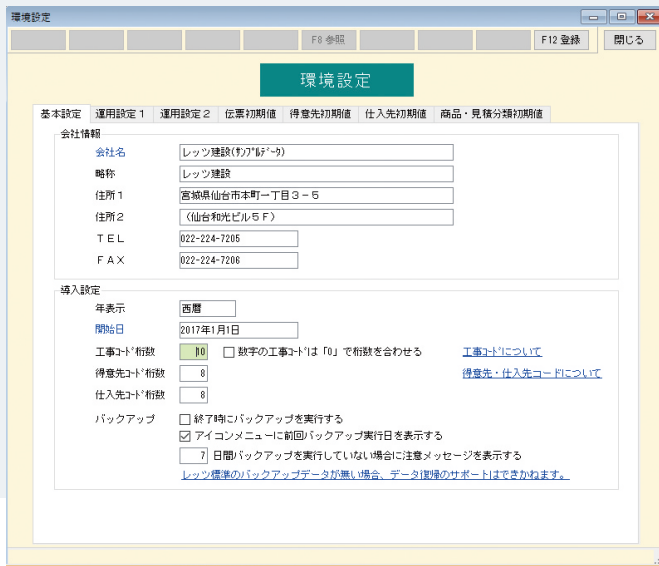 環境設定
F8 参照
F12 登録
閉じる
環境設定
基本設定 運用設定1 運用設定2 伝票初期値 得意先初期値 仕入先初期値 商品・見積分類初期値
会社情報
会社名 レッツ建設(ｻﾝﾌﾟﾙﾃﾞｰﾀ)
略称 レッツ建設
住所1 宮城県仙台市本町一丁目3-5
住所2 (仙台和光ビル5F)
TEL 022-224-7205
FAX 022-224-7206
導入設定
年表示 西暦
開始日 2017年1月1日
工事ｺｰﾄﾞ桁数 10 数字の工事ｺｰﾄﾞは「0」で桁数を合わせる 工事ｺｰﾄﾞについて
得意先ｺｰﾄﾞ桁数 8 得意先・仕入先コードについて
仕入先ｺｰﾄﾞ桁数 8
バックアップ 終了時にバックアップを実行する
アイコンメニューに前回バックアップ実行日を表示する
7 日間バックアップを実行していない場合に注意メッセージを表示する
レッツ標準のバックアップデータが無い場合、データ復帰のサポートはできかねます。